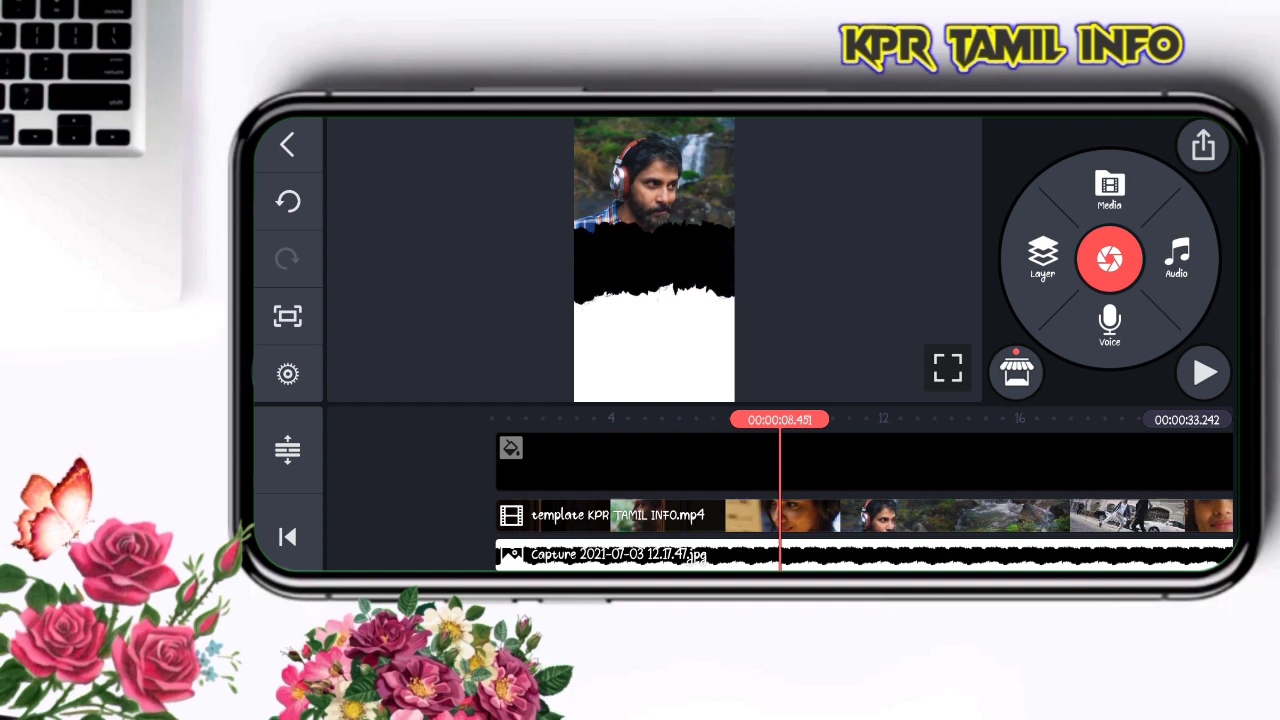 KPR TAMIL INFO
Media
Layer
Audio
Voice
4
00:00:08.451
12
16
00:00:33.242
template KPR TAMIL INFO.mp4
Capture 2021-07-03 12.17.47.jpg